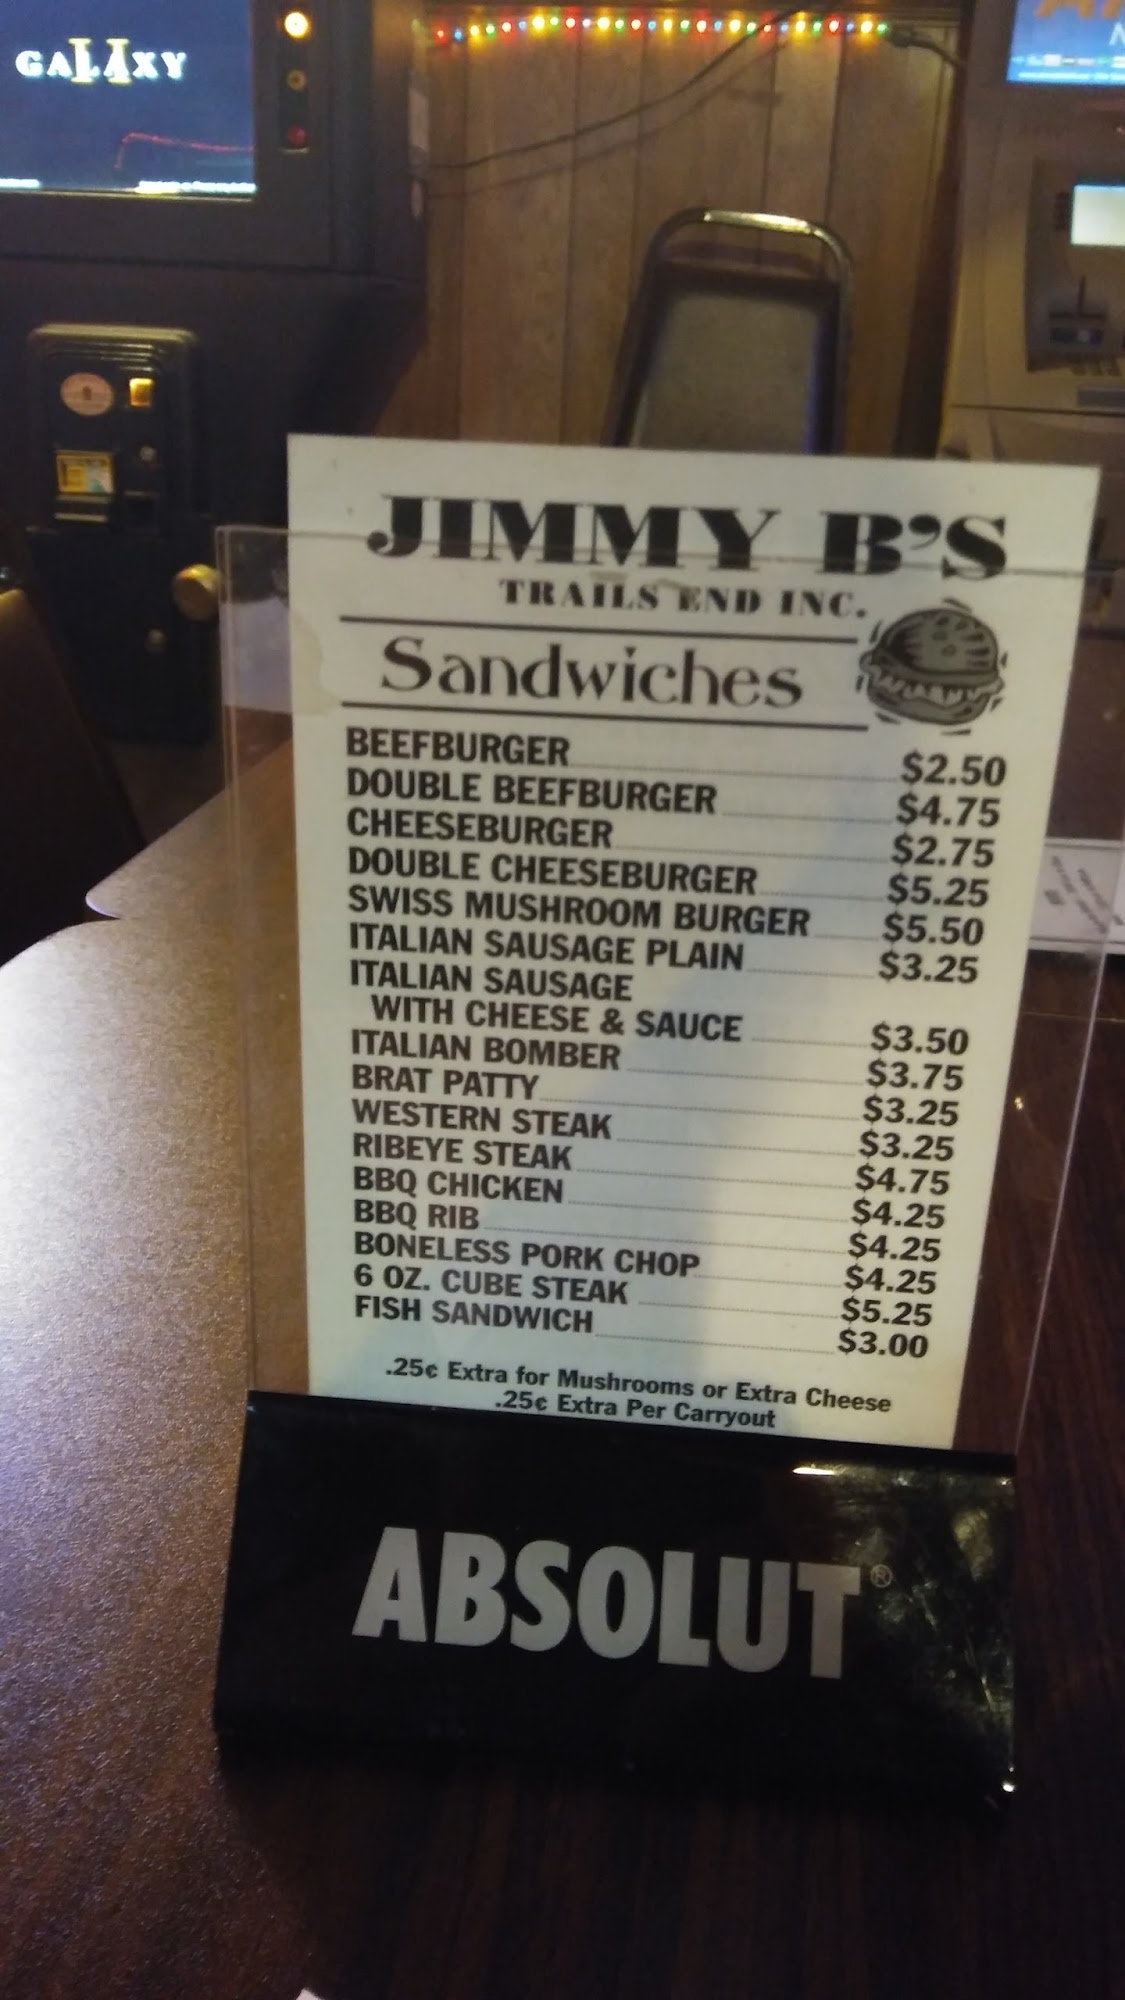 GALAXY
II
JIMMY B'S
TRAILS END INC.
Sandwiches
BEEFBURGER $2.50
DOUBLE BEEFBURGER $4.75
CHEESEBURGER $2.75
DOUBLE CHEESEBURGER $5.25
SWISS MUSHROOM BURGER $5.50
ITALIAN SAUSAGE PLAIN $3.25
ITALIAN SAUSAGE
WITH CHEESE & SAUCE $3.50
ITALIAN BOMBER $3.75
BRAT PATTY $3.25
WESTERN STEAK $3.25
RIBEYE STEAK $4.75
BBQ CHICKEN $4.25
BBQ RIB $4.25
BONELESS PORK CHOP $4.25
6 OZ. CUBE STEAK $5.25
FISH SANDWICH $3.00
.25¢ Extra for Mushrooms or Extra Cheese
.25¢ Extra Per Carryout
ABSOLUT®